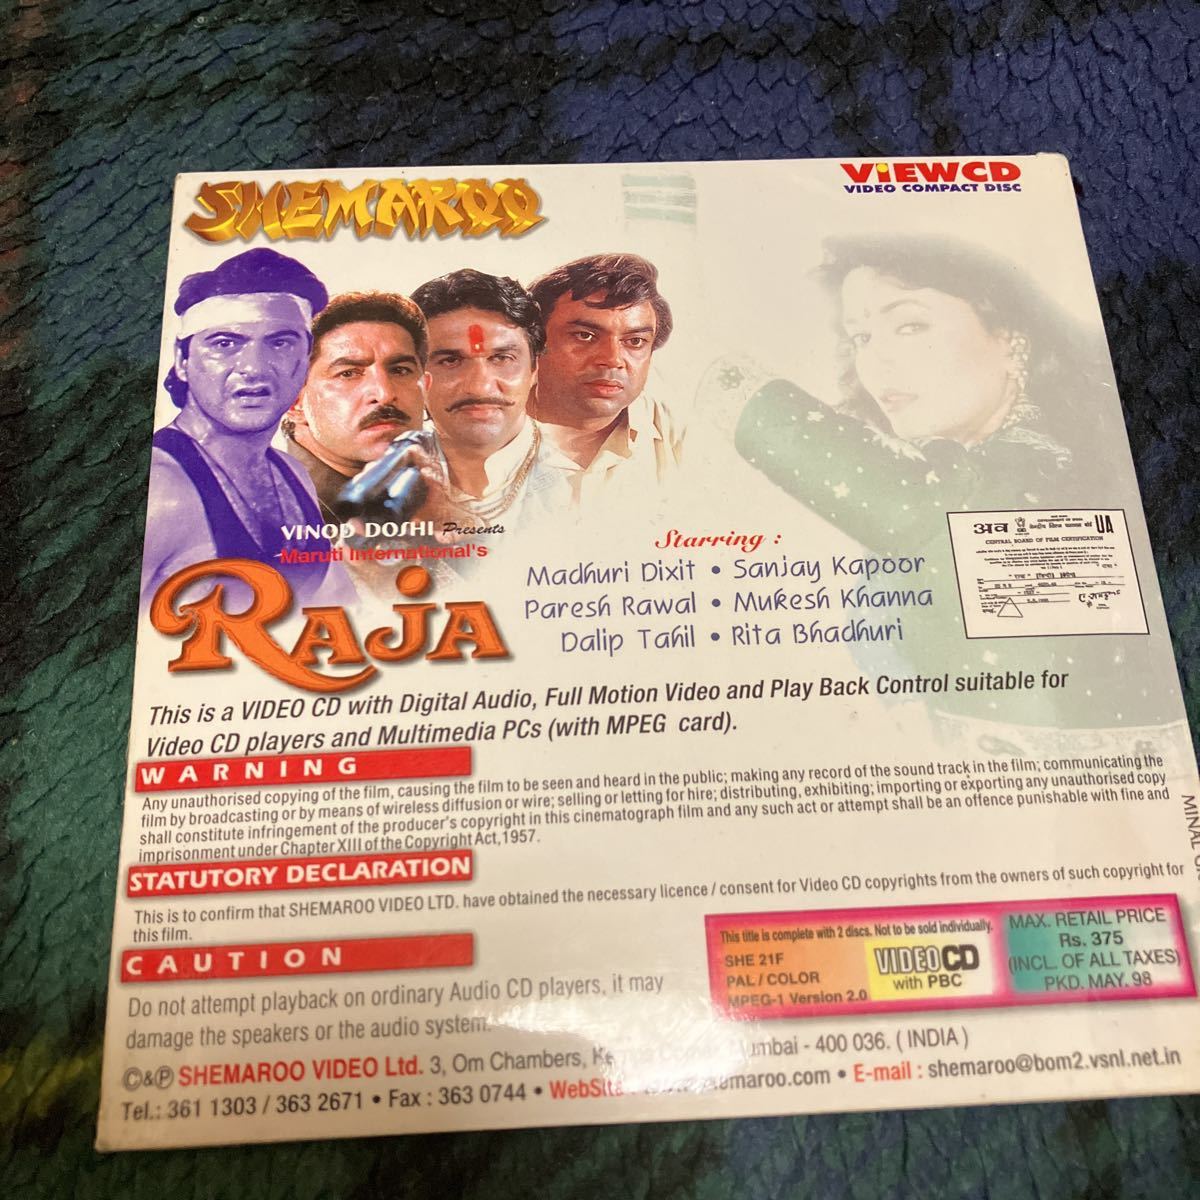 SHEMAROO
ViEWCD
VIDEO COMPACT DISC
VINOD DOSHI Presents
Maruti International's
RAJA
Starring :
Madhuri Dixit • Sanjay Kapoor
Paresh Rawal • Mukesh Khanna
Dalip Tahil • Rita Bhadhuri
अव
UA
CENTRAL BOARD OF FILM CERTIFICATION
This is a VIDEO CD with Digital Audio, Full Motion Video and Play Back Control suitable for
Video CD players and Multimedia PCs (with MPEG card).
WARNING
Any unauthorised copying of the film, causing the film to be seen and heard in the public; making any record of the sound track in the film; communicating the
film by broadcasting or by means of wireless diffusion or wire; selling or letting for hire; distributing, exhibiting; importing or exporting any unauthorised copy
shall constitute infringement of the producer's copyright in this cinematograph film and any such act or attempt shall be an offence punishable with fine and
imprisonment under Chapter XIII of the Copyright Act,1957.
STATUTORY DECLARATION
This is to confirm that SHEMAROO VIDEO LTD. have obtained the necessary licence / consent for Video CD copyrights from the owners of such copyright for
this film.
CAUTION
Do not attempt playback on ordinary Audio CD players, it may
damage the speakers or the audio system.
This title is complete with 2 discs. Not to be sold individually.
SHE 21F
PAL / COLOR
MPEG-1 Version 2.0
VIDEO CD
with PBC
MAX. RETAIL PRICE
Rs. 375
(INCL. OF ALL TAXES)
PKD. MAY. 98
©&℗ SHEMAROO VIDEO Ltd. 3, Om Chambers, Mumbai - 400 036. ( INDIA )
Tel.: 361 1303 / 363 2671 • Fax : 363 0744 • WebSite : • E-mail : shemaroo@bom2.vsnl.net.in
MINAL